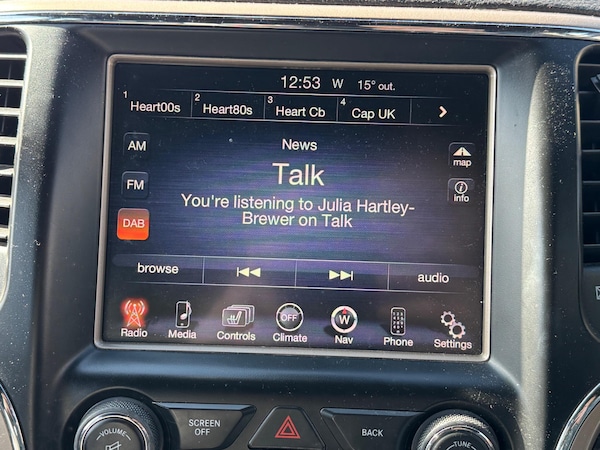 12:53 W 15° out.
1 Heart00s 2 Heart80s 3 Heart Cb 4 Cap UK
AM
News
map
Talk
FM
info
You're listening to Julia Hartley-
Brewer on Talk
DAB
browse audio
OFF W
Radio Media Controls Climate Nav Phone Settings
VOLUME
SCREEN
OFF
BACK
TUNE